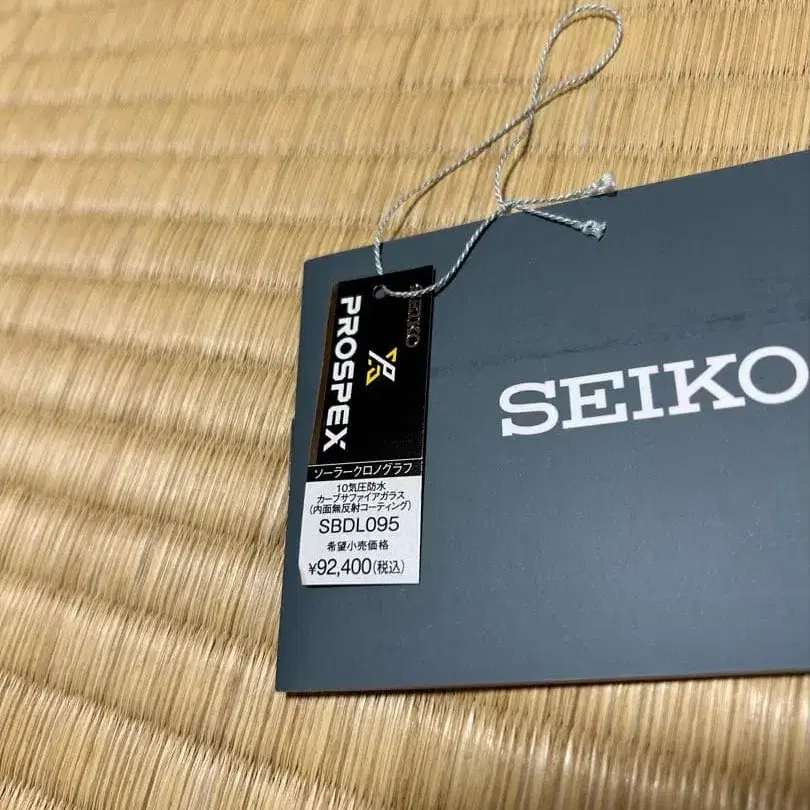 SEIKO
PROSPEX
ソーラークロノグラフ
10気圧防水
カーブサファイアガラス
(内面無反射コーティング)
SBDL095
希望小売価格
¥92,400(税込)
SEIKO